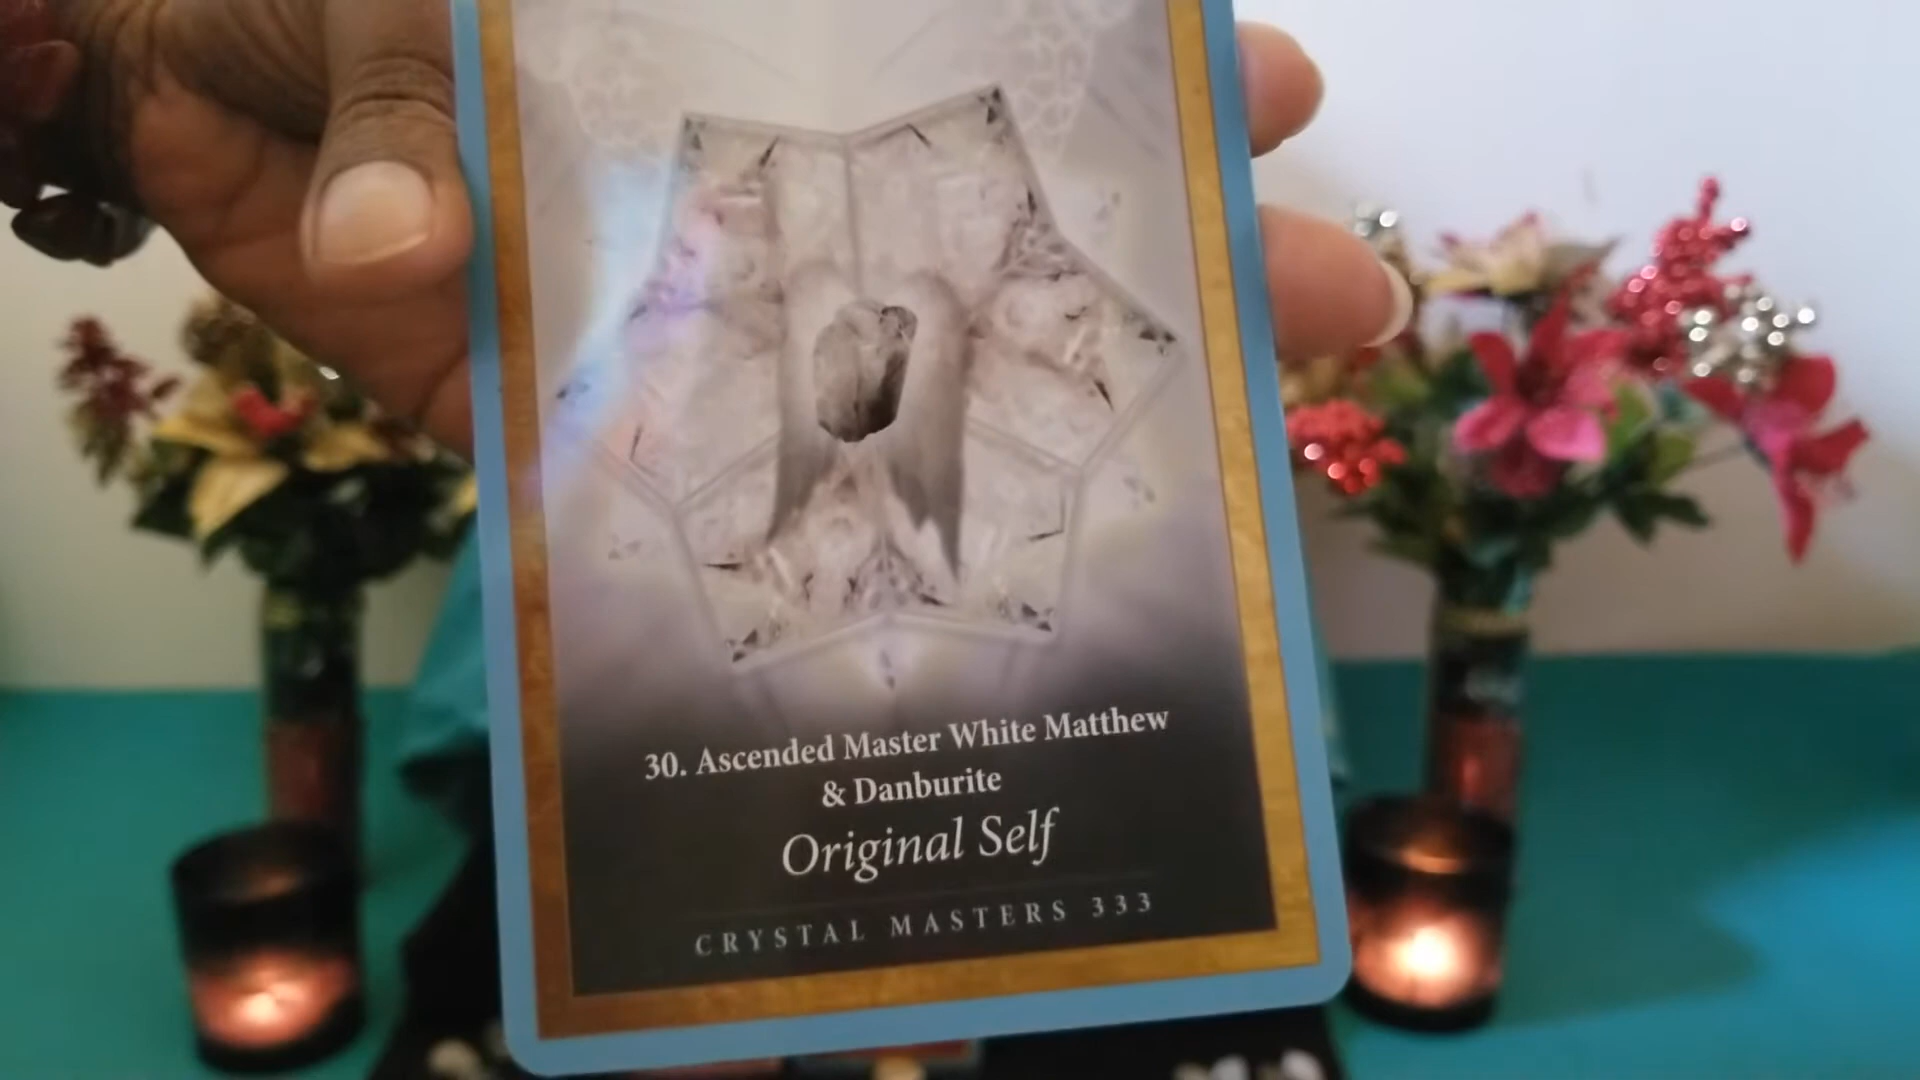 30. Ascended Master White Matthew
& Danburite
Original Self
CRYSTAL MASTERS 333